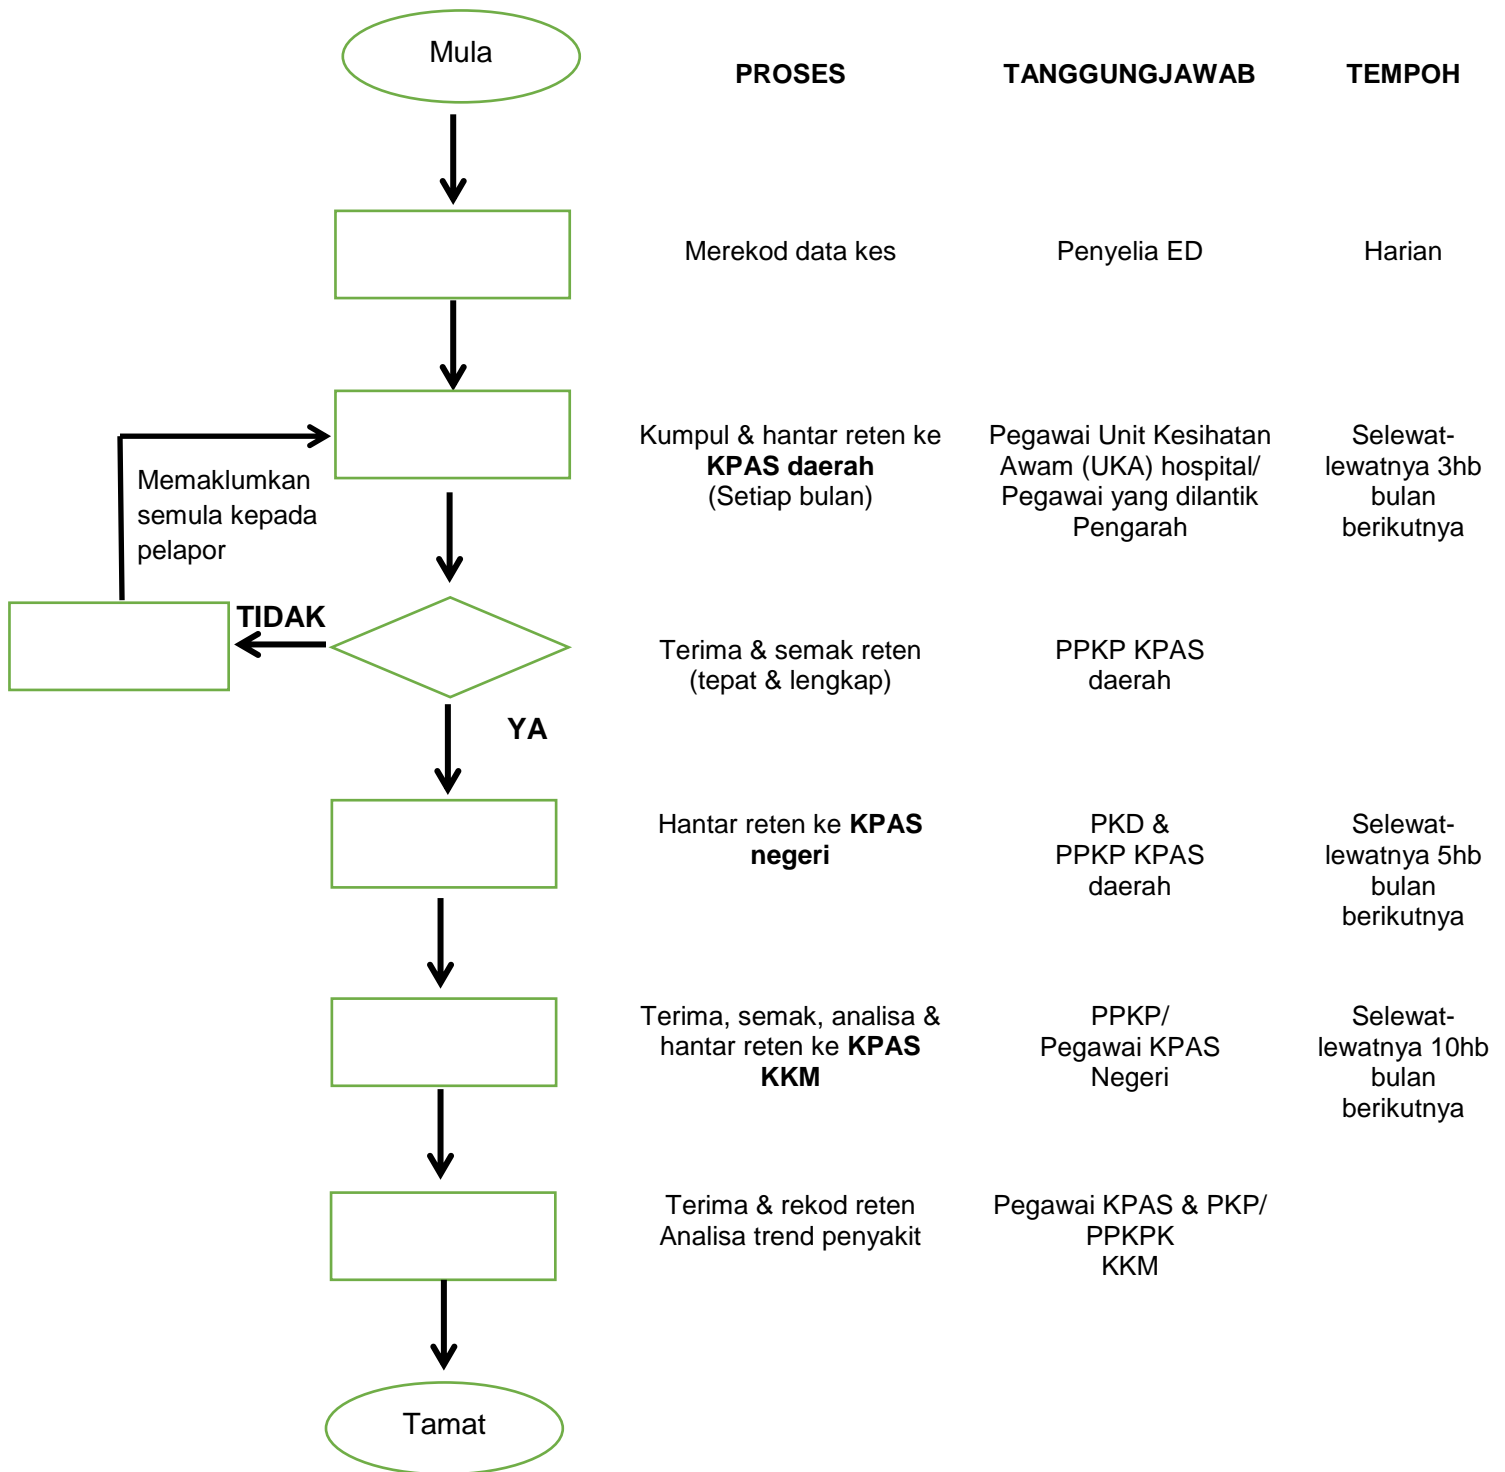 Mula
PROSES
TANGGUNGJAWAB
TEMPOH
Merekod data kes
Penyelia ED
Harian
Kumpul & hantar reten ke
KPAS daerah
(Setiap bulan)
Pegawai Unit Kesihatan
Awam (UKA) hospital/
Pegawai yang dilantik
Pengarah
Selewat-
lewatnya 3hb
bulan
berikutnya
Memaklumkan
semula kepada
pelapor
TIDAK
Terima & semak reten
(tepat & lengkap)
PPKP KPAS
daerah
YA
Hantar reten ke KPAS
negeri
PKD &
PPKP KPAS
daerah
Selewat-
lewatnya 5hb
bulan
berikutnya
Terima, semak, analisa &
hantar reten ke KPAS
KKM
PPKP/
Pegawai KPAS
Negeri
Selewat-
lewatnya 10hb
bulan
berikutnya
Terima & rekod reten
Analisa trend penyakit
Pegawai KPAS & PKP/
PPKPK
KKM
Tamat